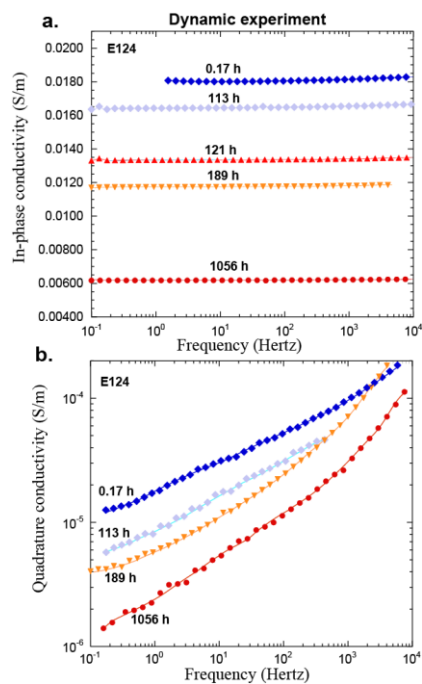 Dynamic experiment
a.
E124
0.0200
0.0180
0.0160
0.0140
0.0120
0.0100
0.00800
0.00600
0.00400
In-phase conductivity (S/m)
0.17 h
113 h
121 h
189 h
1056 h
10-1 100 101 102 103 104
Frequency (Hertz)
b.
E124
10-4
10-5
10-6
Quadrature conductivity (S/m)
0.17 h
113 h
189 h
1056 h
10-1 100 101 102 103 104
Frequency (Hertz)